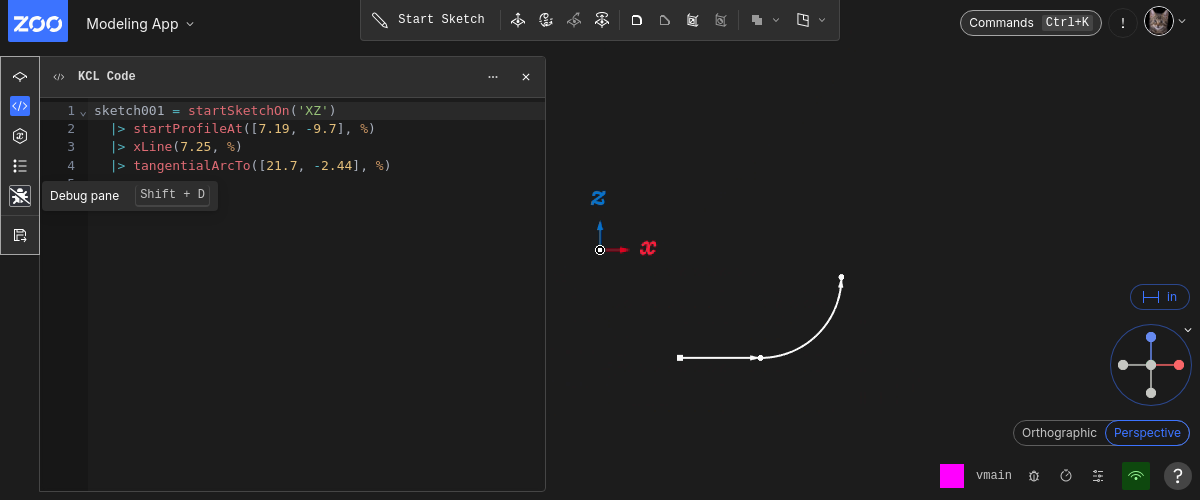 ZOO Modeling App Start Sketch Commands Ctrl+K !
KCL Code
1 sketch001 = startSketchOn('XZ')
2 |> startProfileAt([7.19, -9.7], %)
3 |> xLine(7.25, %)
4 |> tangentialArcTo([21.7, -2.44], %)
Debug pane Shift + D
z
x
in
Orthographic Perspective
vmain ?